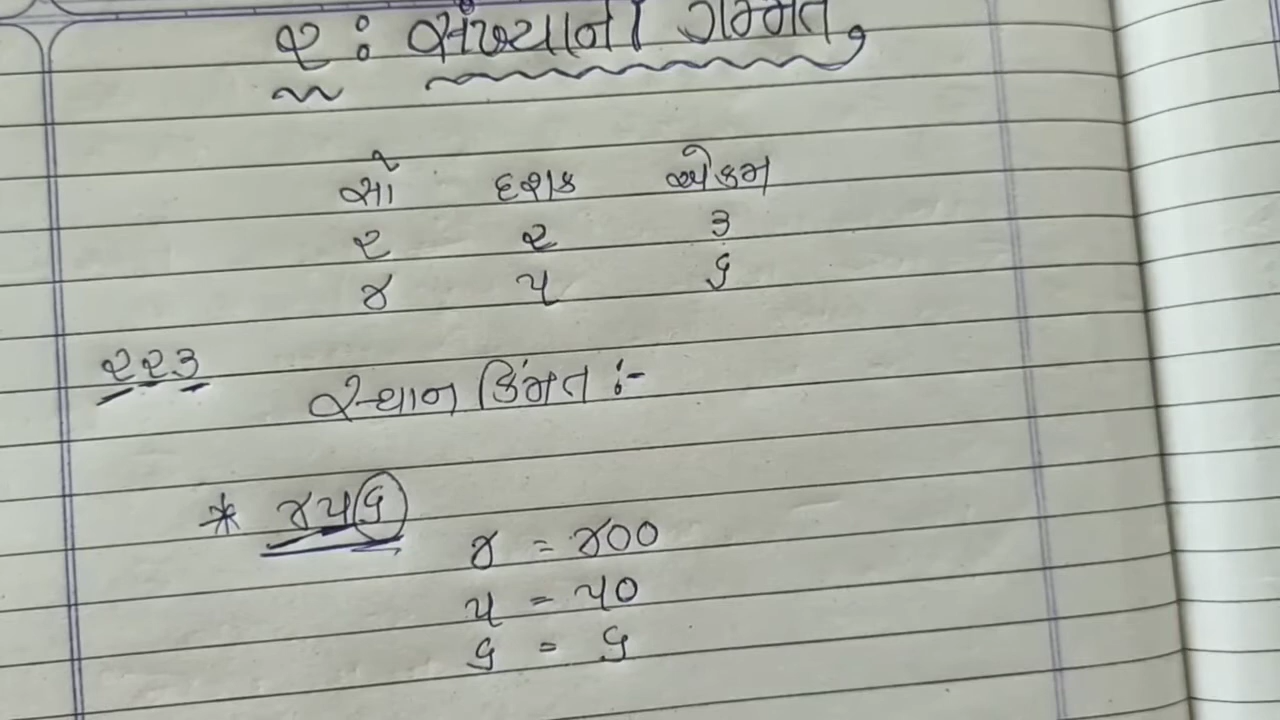 ૨ : સંખ્યાની ગમ્મત,
સૉ દશક એકમ
૨ ૨ ૩
૪ ૫ ૬
૨૨૩
સ્થાન કિંમત :-
* ૪૫૬
૪ = ૪૦૦
૫ = ૫૦
૬ = ૬